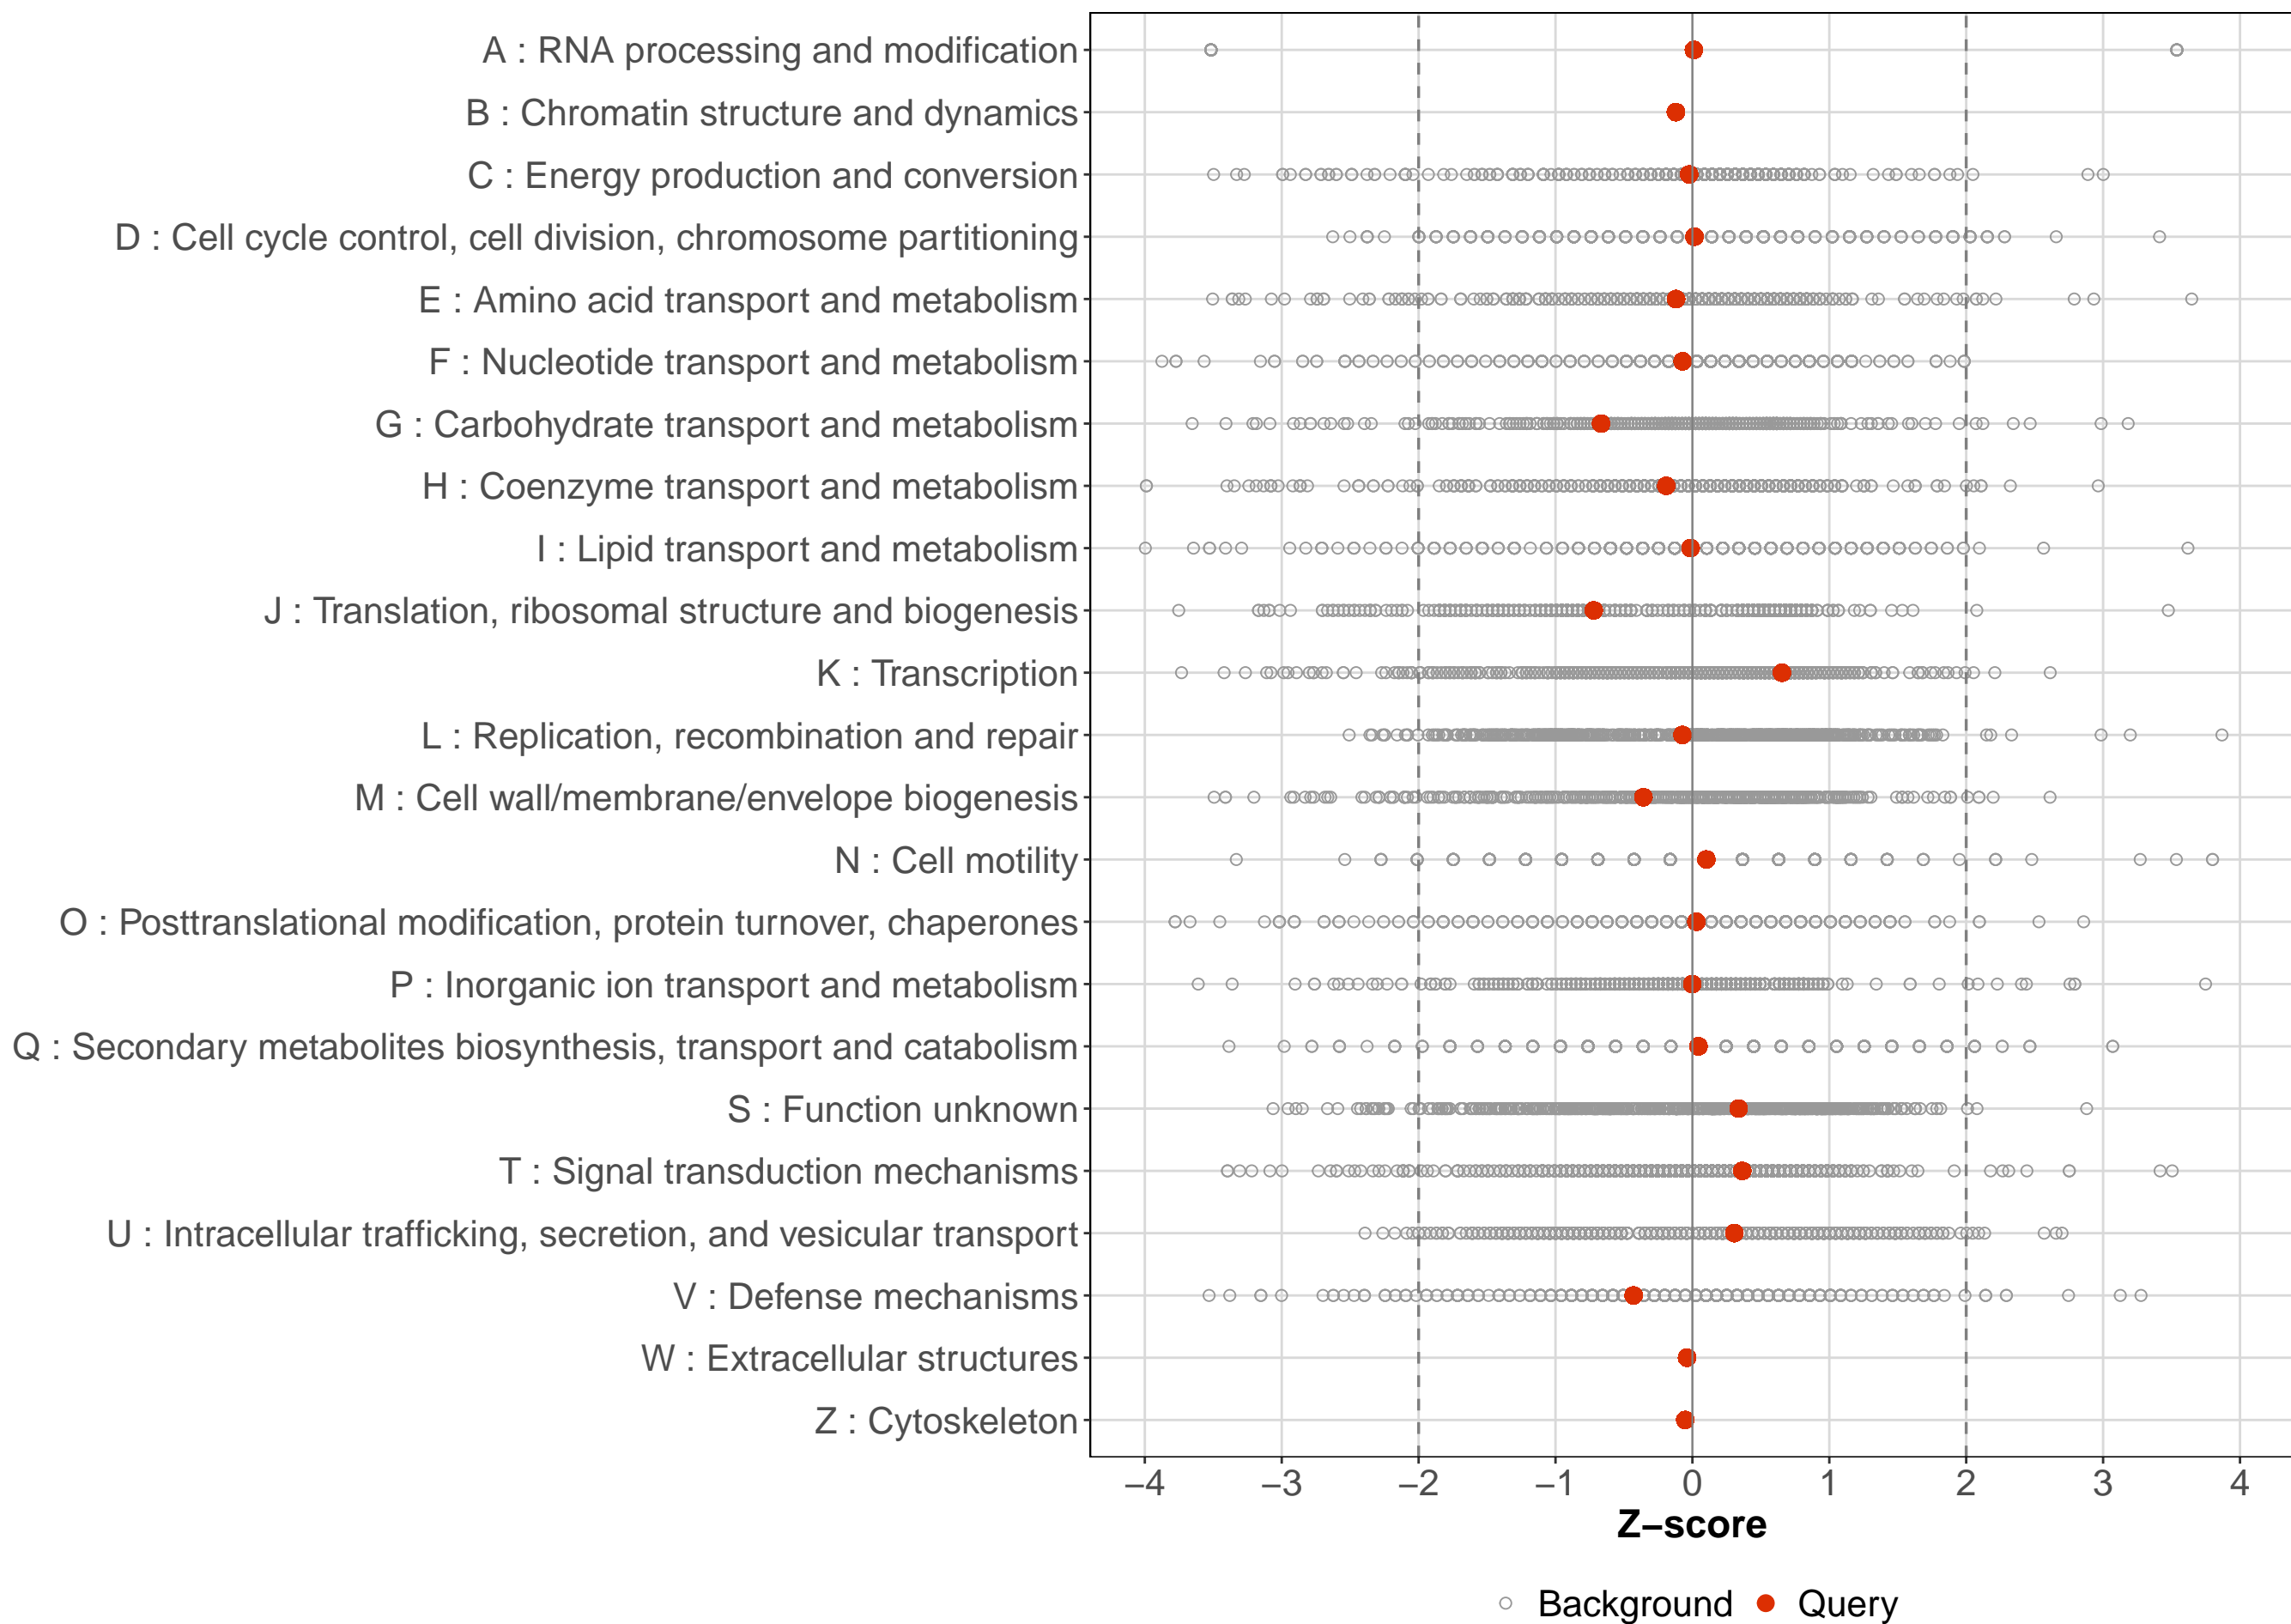 A : RNA processing and modification
B : Chromatin structure and dynamics
C : Energy production and conversion
D : Cell cycle control, cell division, chromosome partitioning
E : Amino acid transport and metabolism
F : Nucleotide transport and metabolism
G : Carbohydrate transport and metabolism
H : Coenzyme transport and metabolism
I : Lipid transport and metabolism
J : Translation, ribosomal structure and biogenesis
K : Transcription
L : Replication, recombination and repair
M : Cell wall/membrane/envelope biogenesis
N : Cell motility
O : Posttranslational modification, protein turnover, chaperones
P : Inorganic ion transport and metabolism
Q : Secondary metabolites biosynthesis, transport and catabolism
S : Function unknown
T : Signal transduction mechanisms
U : Intracellular trafficking, secretion, and vesicular transport
V : Defense mechanisms
W : Extracellular structures
Z : Cytoskeleton
−4 −3 −2 −1 0 1 2 3 4
Z−score
Background Query